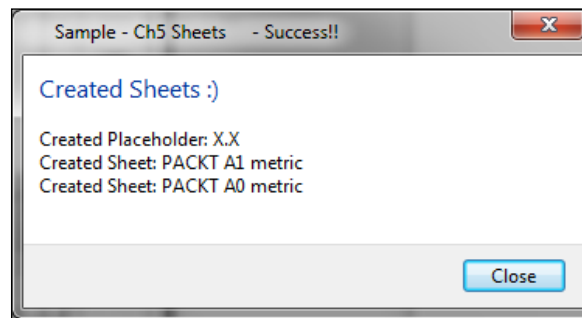 Sample - Ch5 Sheets - Success!!
Created Sheets :)
Created Placeholder: X.X
Created Sheet: PACKT A1 metric
Created Sheet: PACKT A0 metric
Close